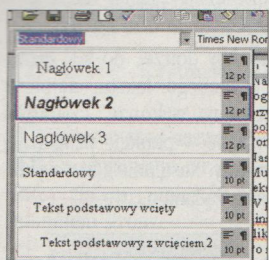 Standardowy Times New Ror
Nagłówek 1
12 pt
Nagłówek 2
12 pt
Nagłówek 3
12 pt
Standardowy
10 pt
Tekst podstawowy wcięty
10 pt
Tekst podstawowy z wcięciem 2
10 pt